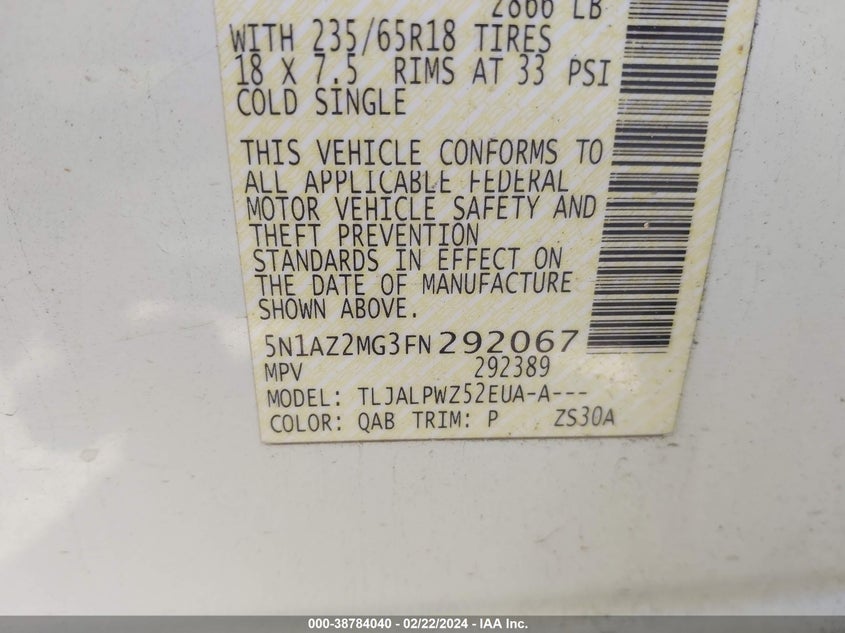 2866 LB
WITH 235/65R18 TIRES
18 X 7.5 RIMS AT 33 PSI
COLD SINGLE
THIS VEHICLE CONFORMS TO
ALL APPLICABLE FEDERAL
MOTOR VEHICLE SAFETY AND
THEFT PREVENTION
STANDARDS IN EFFECT ON
THE DATE OF MANUFACTURE
SHOWN ABOVE.
5N1AZ2MG3FN292067
MPV 292389
MODEL: TLJALPWZ52EUA-A---
COLOR: QAB TRIM: P ZS30A
000-38784040 - 02/22/2024 - IAA Inc.